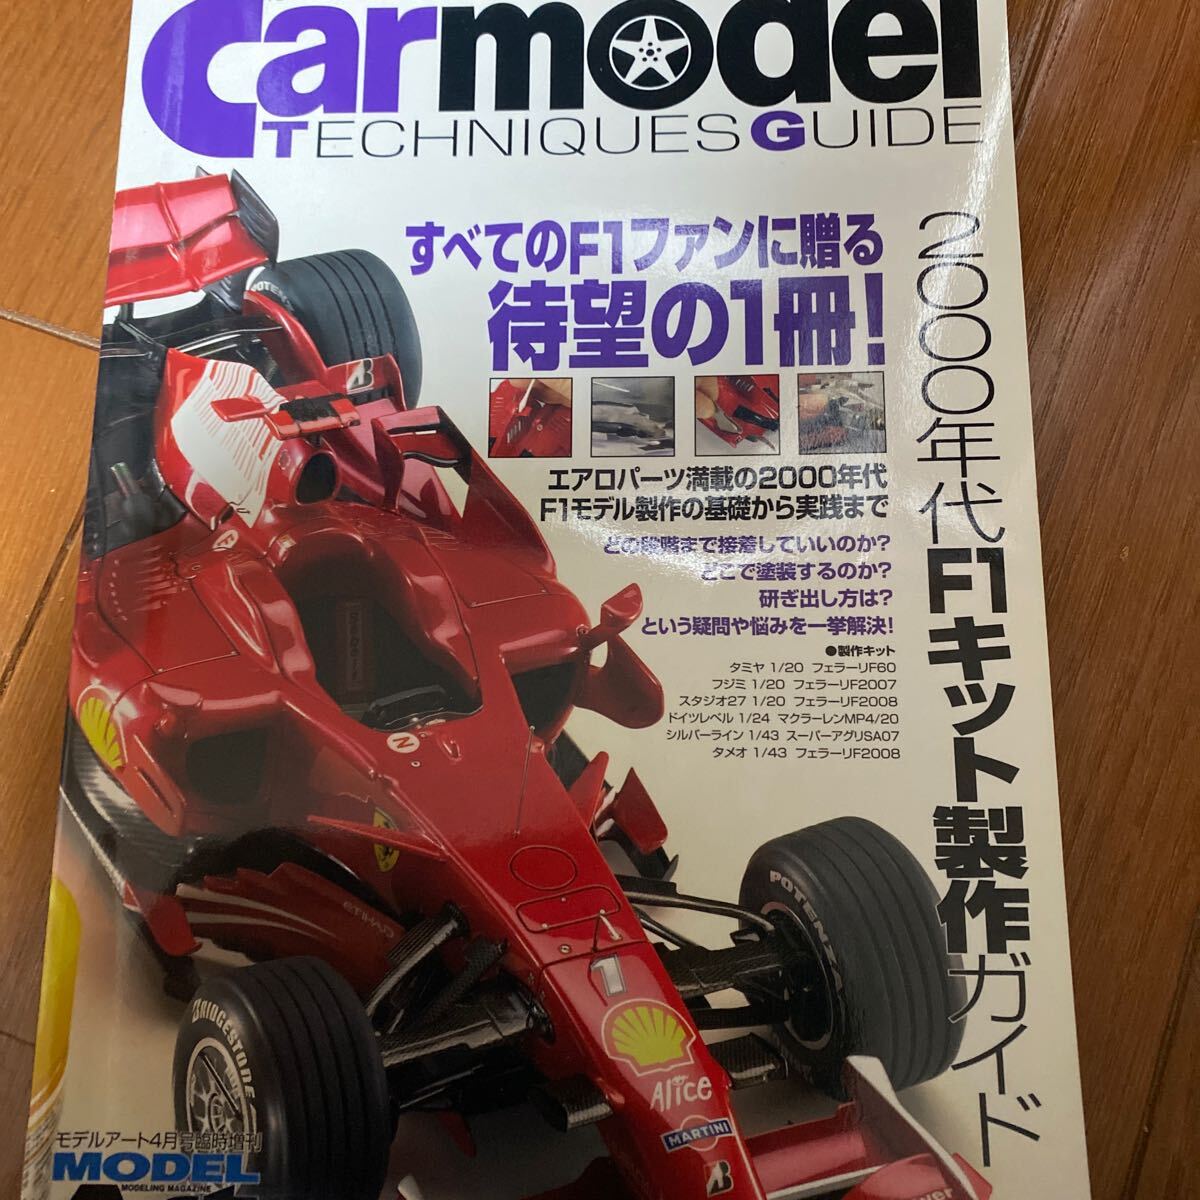 Carmodel
TECHNIQUES GUIDE
すべてのF1ファンに贈る
待望の1冊!
2000年代F1キット製作ガイド
エアロパーツ満載の2000年代
F1モデル製作の基礎から実践まで
どの段階まで接着していいのか?
どこで塗装するのか?
研ぎ出し方は?
という疑問や悩みを一挙解決!
●製作キット
タミヤ 1/20 フェラーリF60
フジミ 1/20 フェラーリF2007
スタジオ27 1/20 フェラーリF2008
ドイツレベル 1/24 マクラーレンMP4/20
シルバーライン 1/43 スーパーアグリSA07
タメオ 1/43 フェラーリF2008
N
ETIHAD
1
POTENZA
BRIDGESTONE
Alice
MARTINI
モデルアート4月号臨時増刊
MODEL
MODELING MAGAZINE